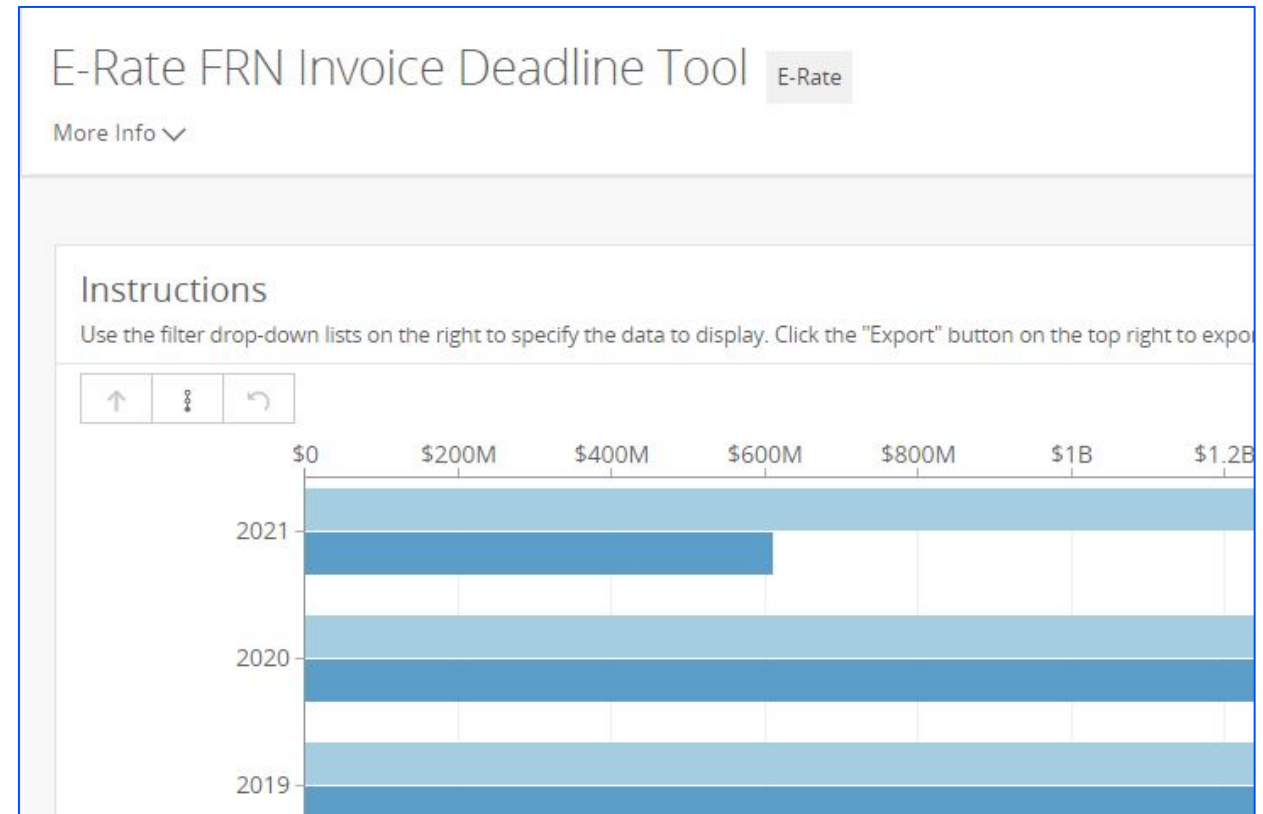 E-Rate FRN Invoice Deadline Tool E-Rate
More Info
Instructions
Use the filter drop-down lists on the right to specify the data to display. Click the "Export" button on the top right to expo
$0 $200M $400M $600M $800M $1B $1.2B
2021
2020
2019